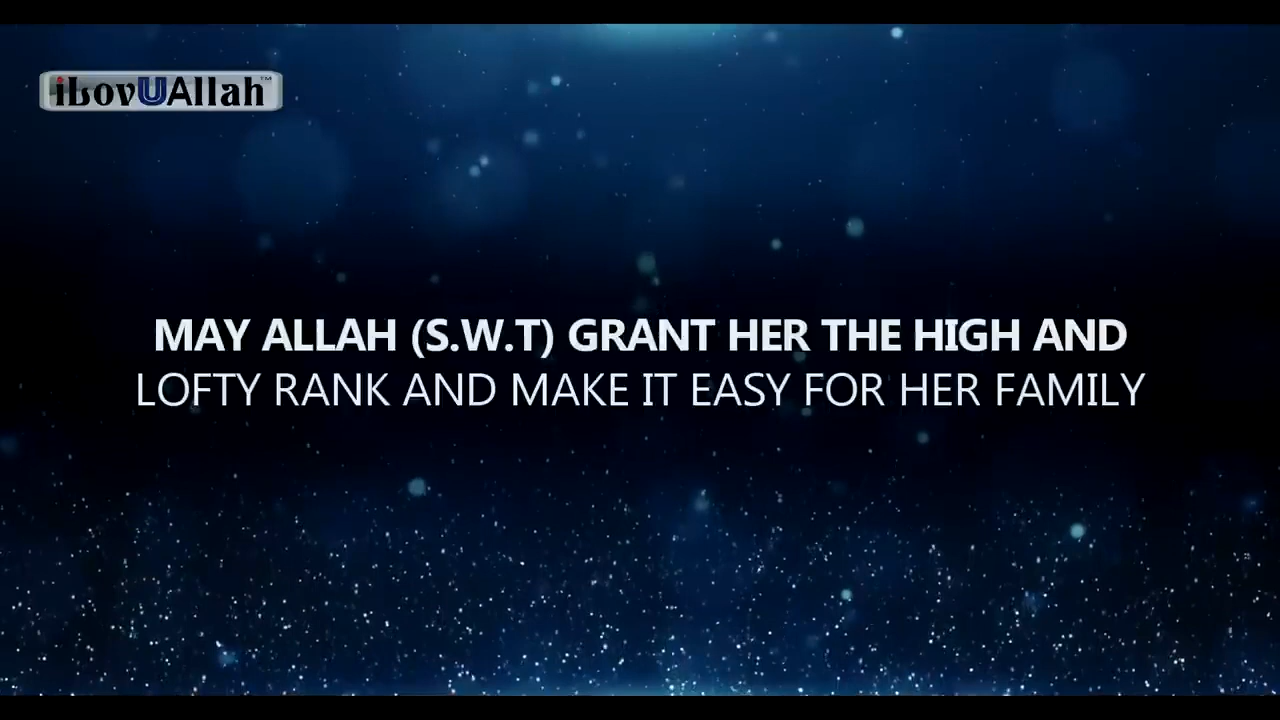 iLovUAllah™
MAY ALLAH (S.W.T) GRANT HER THE HIGH AND
LOFTY RANK AND MAKE IT EASY FOR HER FAMILY